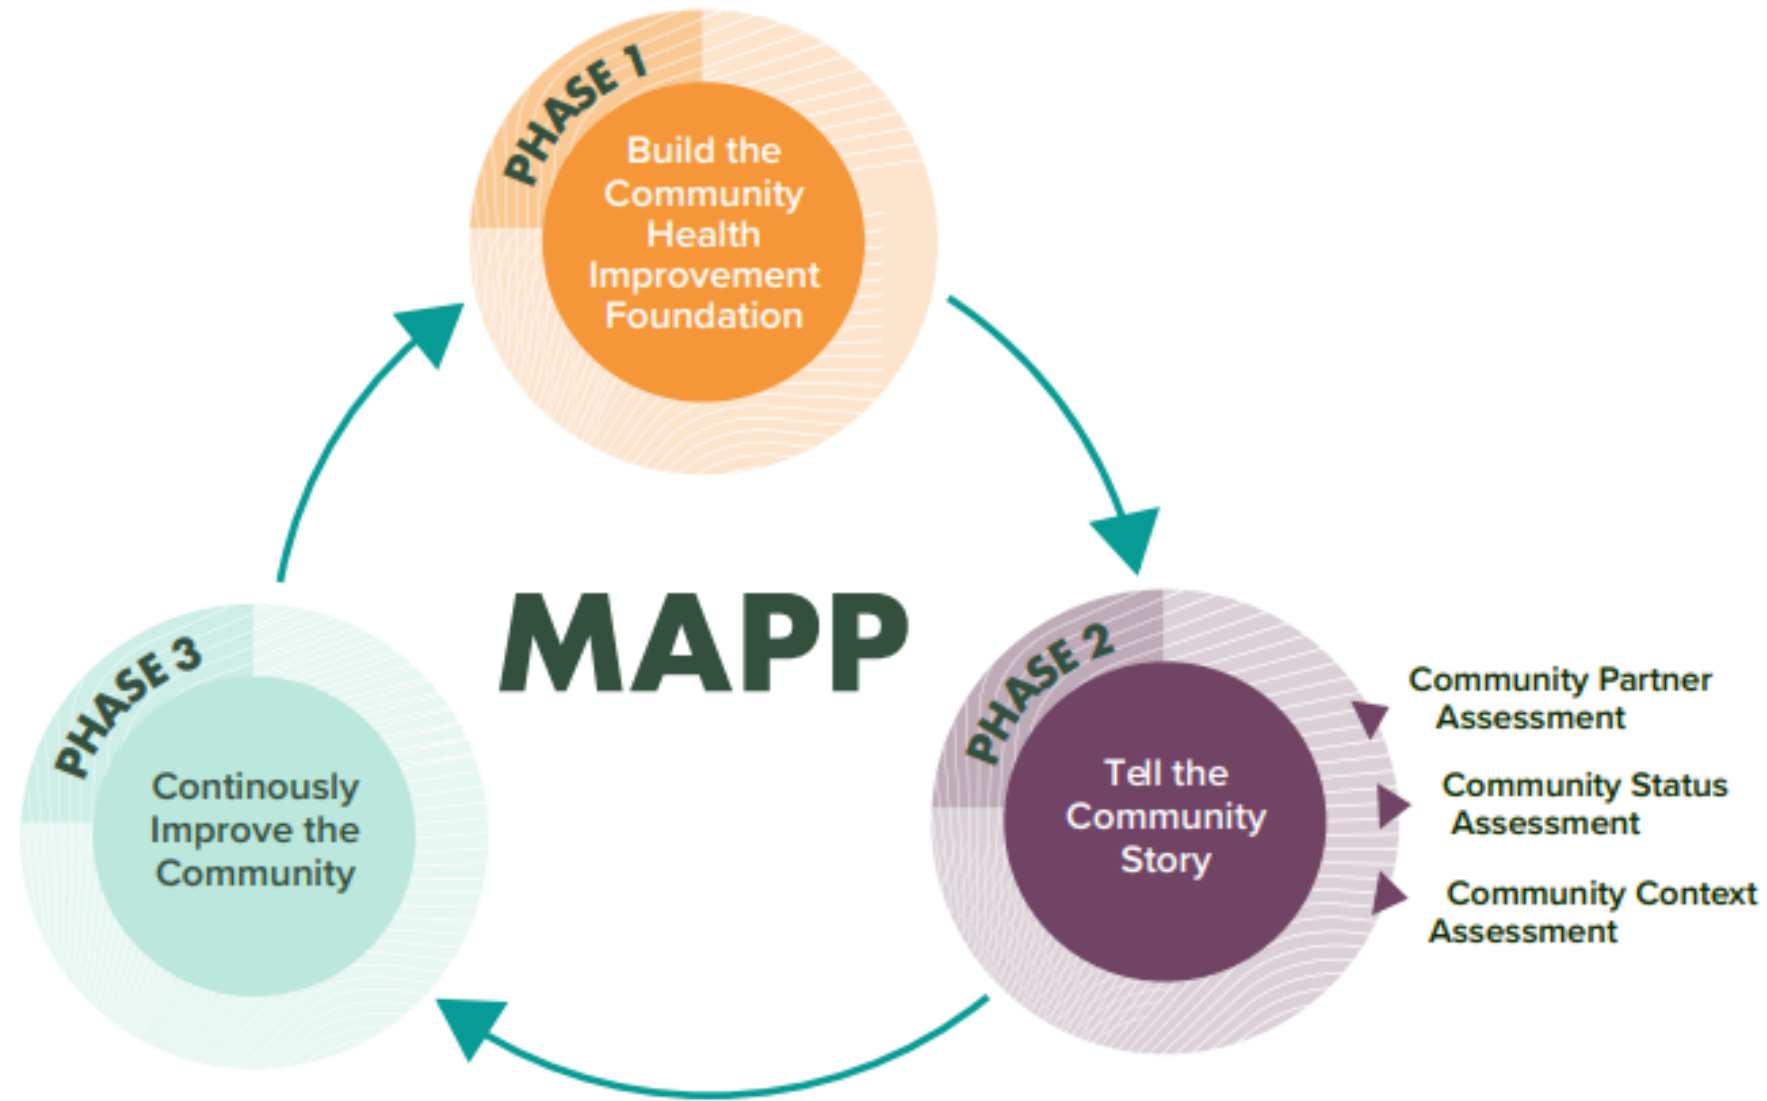 PHASE 1
Build the
Community
Health
Improvement
Foundation
MAPP
PHASE 2
Tell the
Community
Story
Community Partner
Assessment
Community Status
Assessment
Community Context
Assessment
PHASE 3
Continously
Improve the
Community